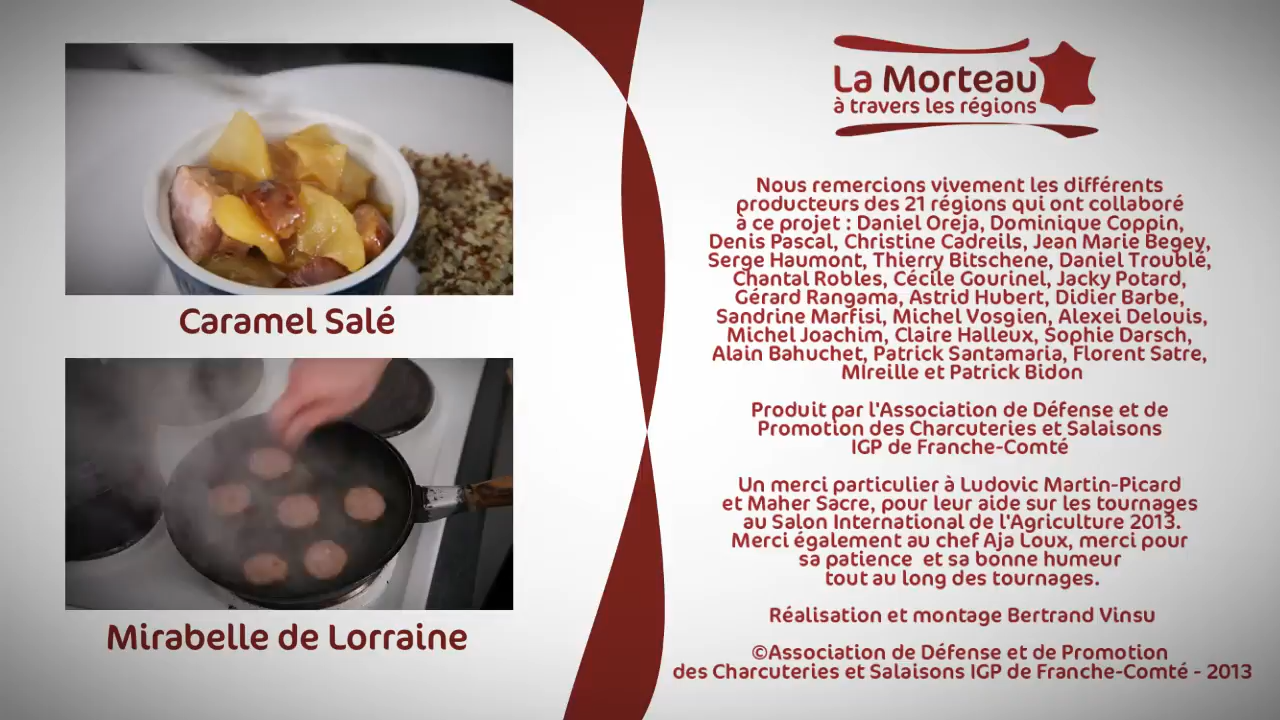 Caramel Salé
Mirabelle de Lorraine
La Morteau
à travers les régions
Nous remercions vivement les différents
producteurs des 21 régions qui ont collaboré
à ce projet : Daniel Oreja, Dominique Coppin,
Denis Pascal, Christine Cadreils, Jean Marie Begey,
Serge Haumont, Thierry Bitschene, Daniel Troublé,
Chantal Robles, Cécile Gourinel, Jacky Potard,
Gérard Rangama, Astrid Hubert, Didier Barbe,
Sandrine Marfisi, Michel Vosgien, Alexei Delouis,
Michel Joachim, Claire Halleux, Sophie Darsch,
Alain Bahuchet, Patrick Santamaria, Florent Satre,
MIreille et Patrick Bidon
Produit par l'Association de Défense et de
Promotion des Charcuteries et Salaisons
IGP de Franche-Comté
Un merci particulier à Ludovic Martin-Picard
et Maher Sacre, pour leur aide sur les tournages
au Salon International de l'Agriculture 2013.
Merci également au chef Aja Loux, merci pour
sa patience et sa bonne humeur
tout au long des tournages.
Réalisation et montage Bertrand Vinsu
©Association de Défense et de Promotion
des Charcuteries et Salaisons IGP de Franche-Comté - 2013